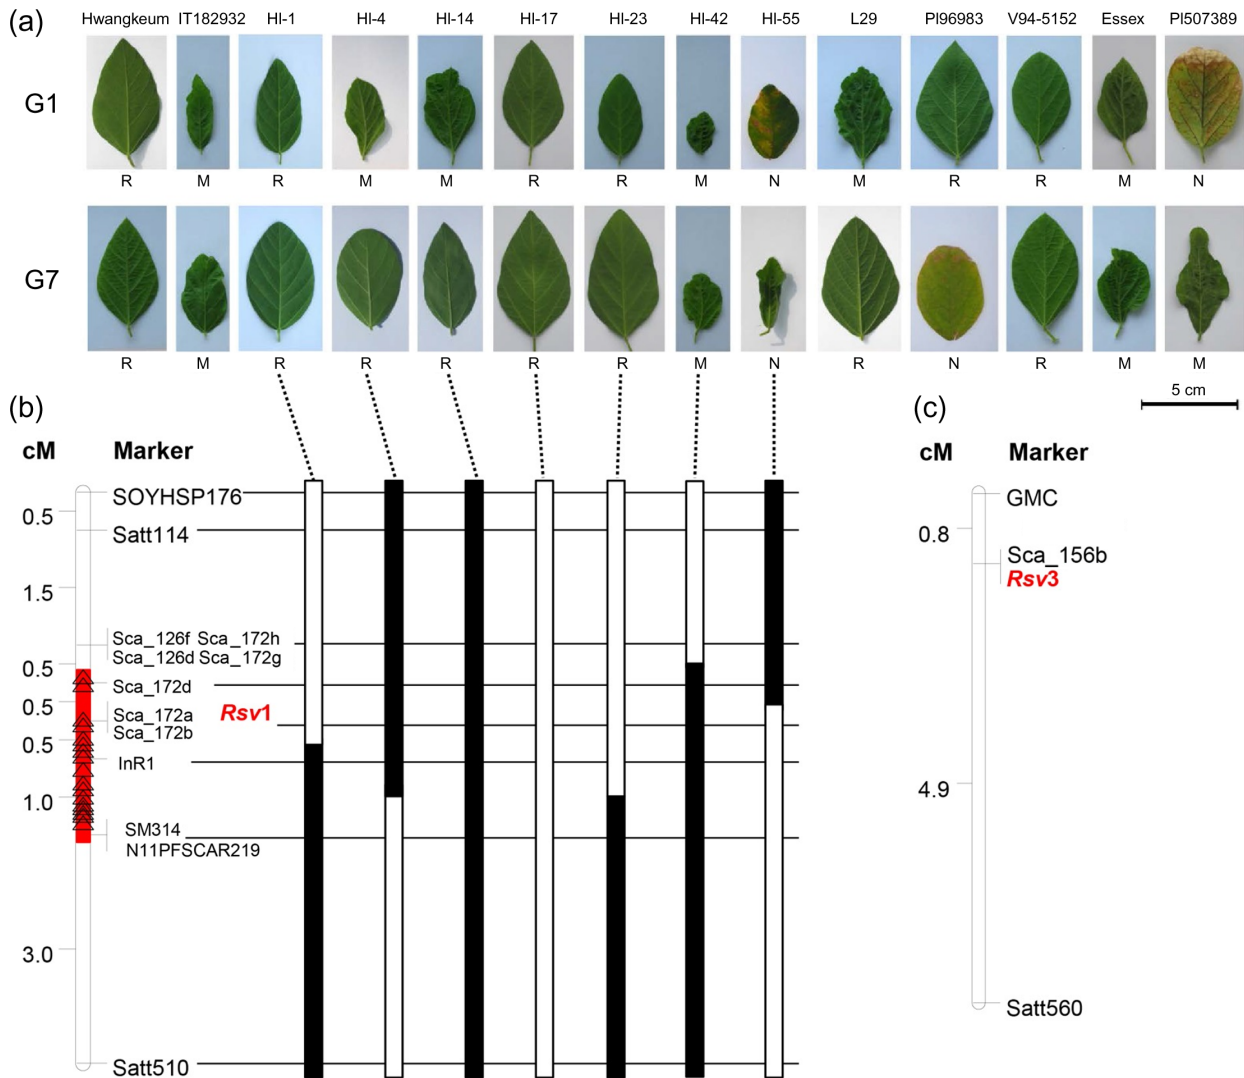 (a)
Hwangkeum IT182932 HI-1 HI-4 HI-14 HI-17 HI-23 HI-42 HI-55 L29 PI96983 V94-5152 Essex PI507389
G1
R M R M M R R M N M R R M N
G7
R M R R R R R M N R N R M M
5 cm
(b)
cM Marker
SOYHSP176
0.5
Satt114
1.5
Sca_126f Sca_172h
Sca_126d Sca_172g
0.5
Sca_172d
0.5
Sca_172a
Rsv1
Sca_172b
0.5
InR1
1.0
SM314
N11PFSCAR219
3.0
Satt510
(c)
cM Marker
GMC
0.8
Sca_156b
Rsv3
4.9
Satt560